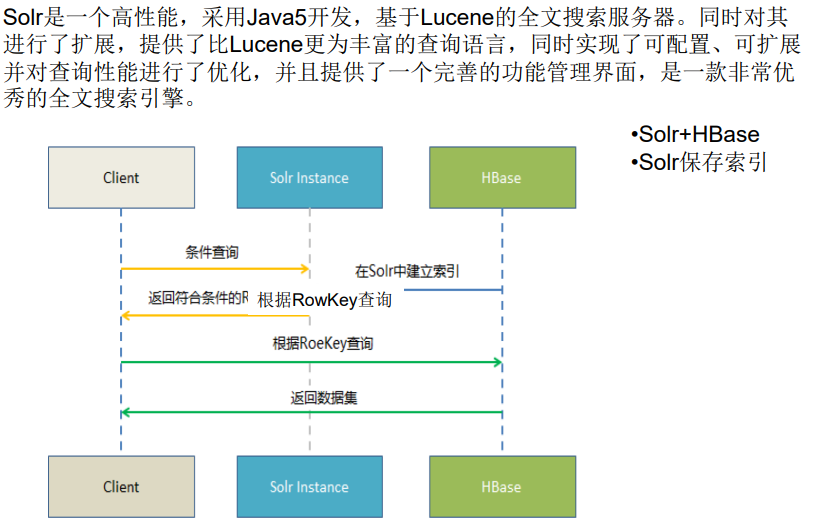 Solr是一个高性能，采用Java5开发，基于Lucene的全文搜索服务器。同时对其
进行了扩展，提供了比Lucene更为丰富的查询语言，同时实现了可配置、可扩展
并对查询性能进行了优化，并且提供了一个完善的功能管理界面，是一款非常优
秀的全文搜索引擎。
•Solr+HBase
•Solr保存索引
Client
Solr Instance
HBase
条件查询
在Solr中建立索引
返回符合条件的R
根据RowKey查询
根据RoeKey查询
返回数据集
Client
Solr Instance
HBase